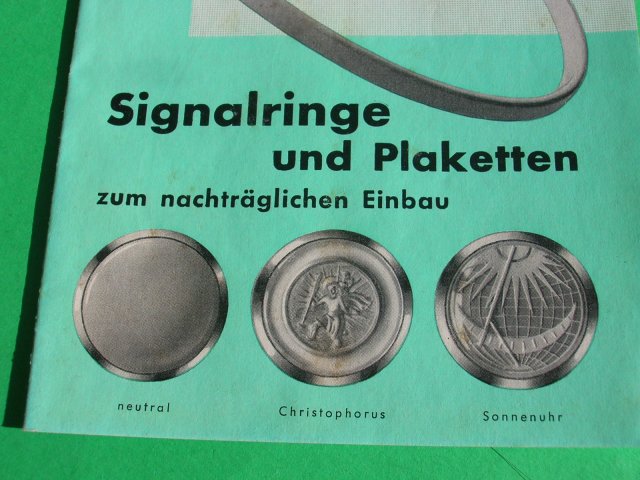 Signalringe
und Plaketten
zum nachträglichen Einbau
neutral
Christophorus
Sonnenuhr